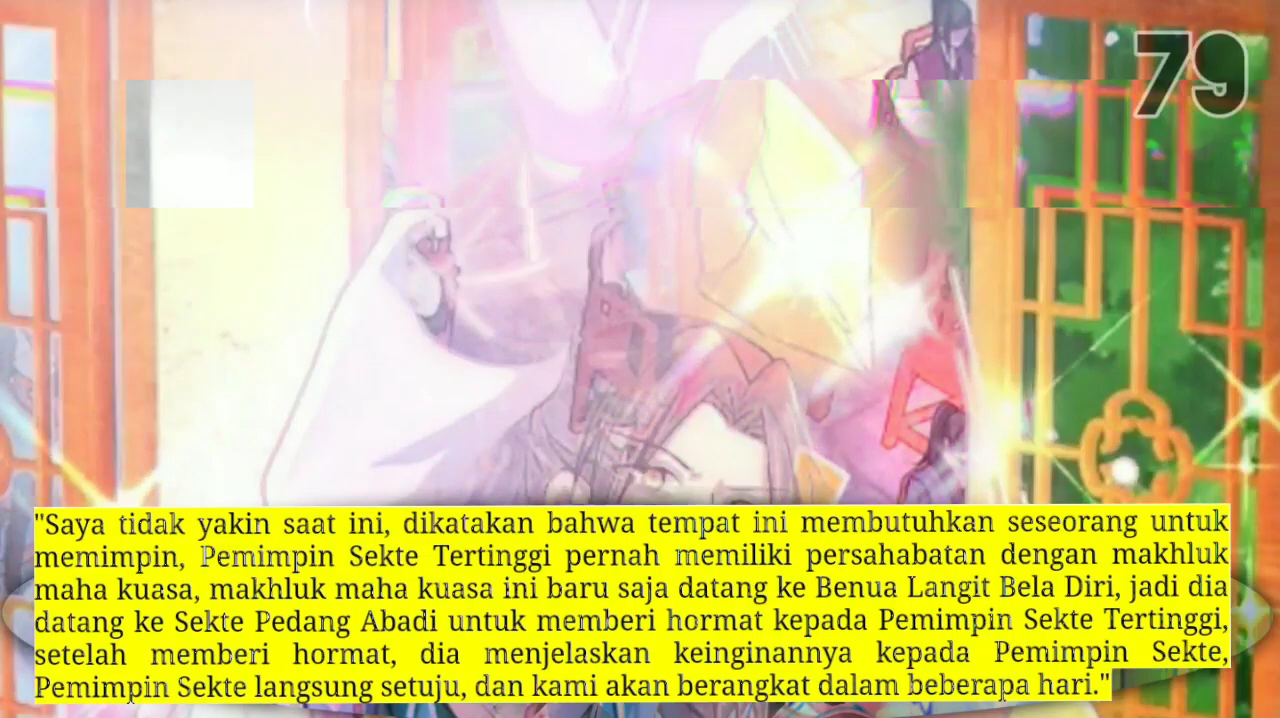 79
"Saya tidak yakin saat ini, dikatakan bahwa tempat ini membutuhkan seseorang untuk
memimpin, Pemimpin Sekte Tertinggi pernah memiliki persahabatan dengan makhluk
maha kuasa, makhluk maha kuasa ini baru saja datang ke Benua Langit Bela Diri, jadi dia
datang ke Sekte Pedang Abadi untuk memberi hormat kepada Pemimpin Sekte Tertinggi,
setelah memberi hormat, dia menjelaskan keinginannya kepada Pemimpin Sekte,
Pemimpin Sekte langsung setuju, dan kami akan berangkat dalam beberapa hari."